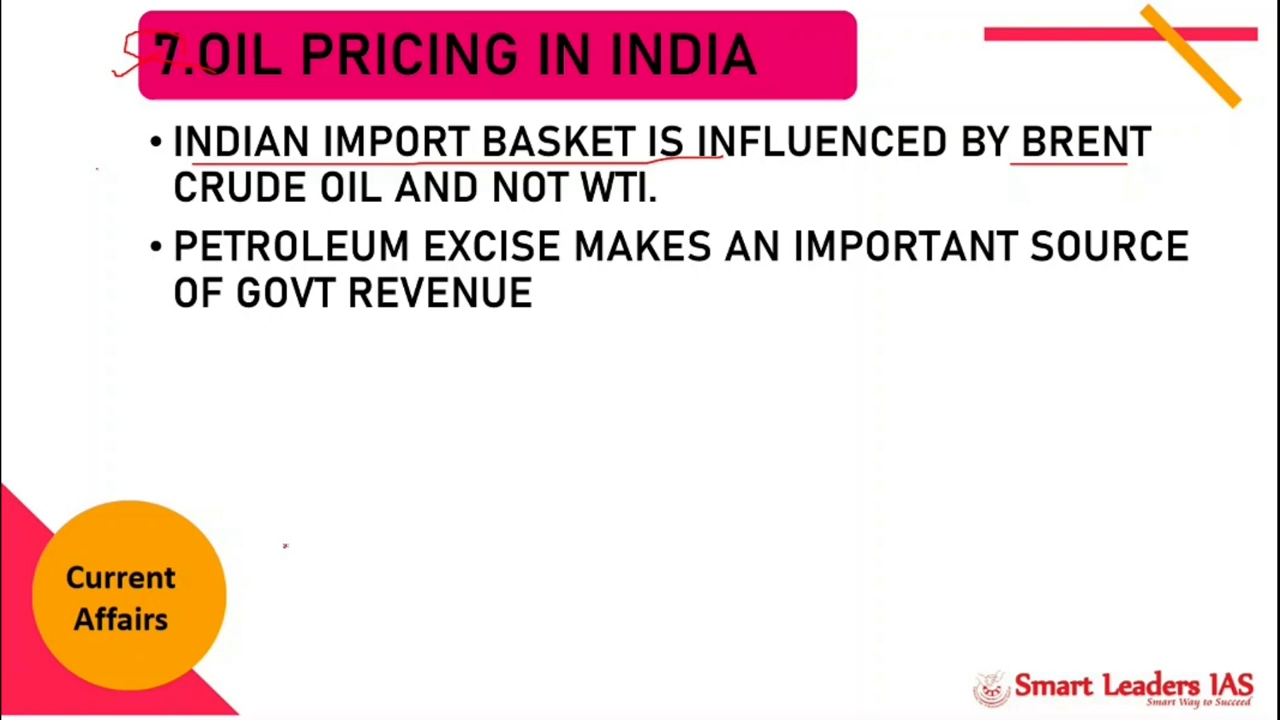 7.OIL PRICING IN INDIA
• INDIAN IMPORT BASKET IS INFLUENCED BY BRENT
CRUDE OIL AND NOT WTI.
• PETROLEUM EXCISE MAKES AN IMPORTANT SOURCE
OF GOVT REVENUE
Current
Affairs
Smart Leaders IAS
Smart Way to Succeed